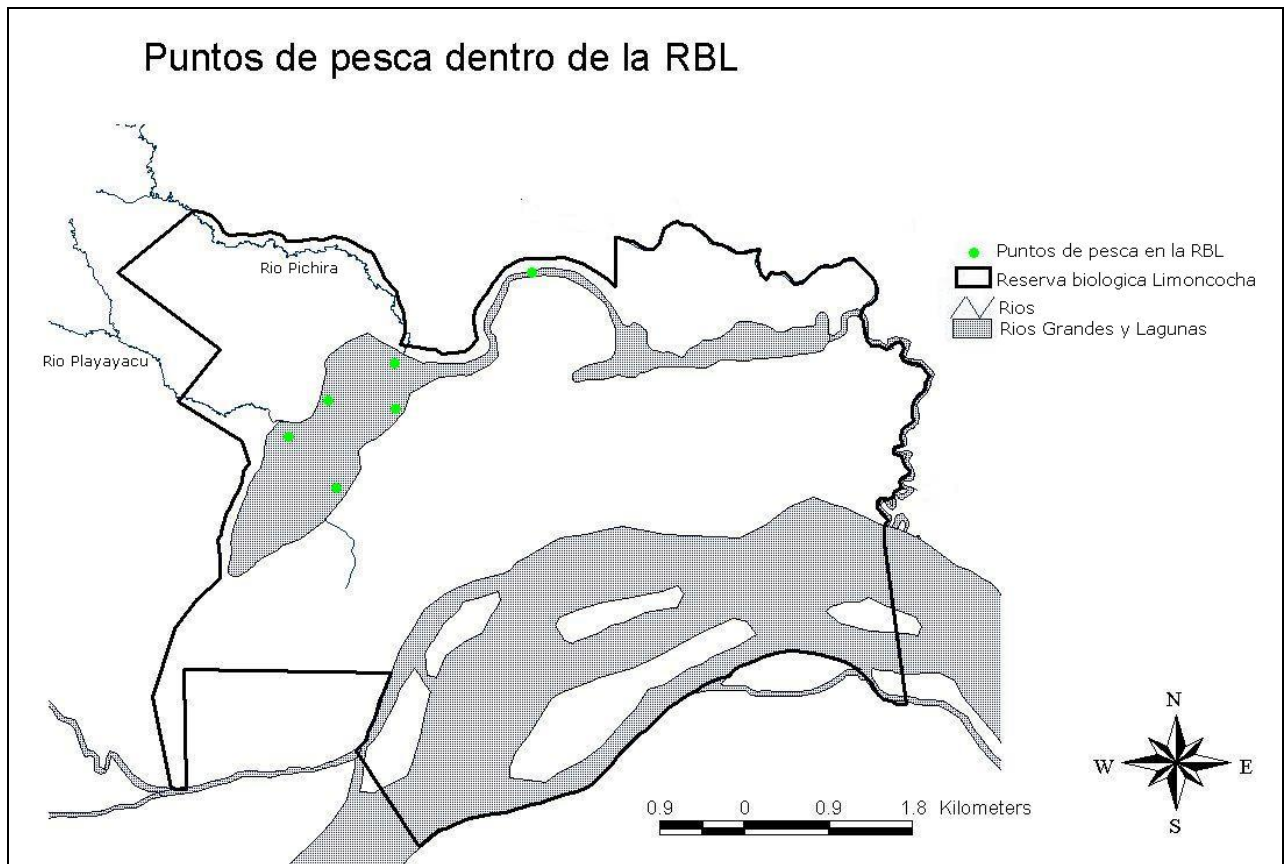 Puntos de pesca dentro de la RBL
Rio Pichira
Rio Playayacu
Puntos de pesca en la RBL
Reserva biologica Limoncocha
Rios
Rios Grandes y Lagunas
N
W E
S
0.9 0 0.9 1.8 Kilometers